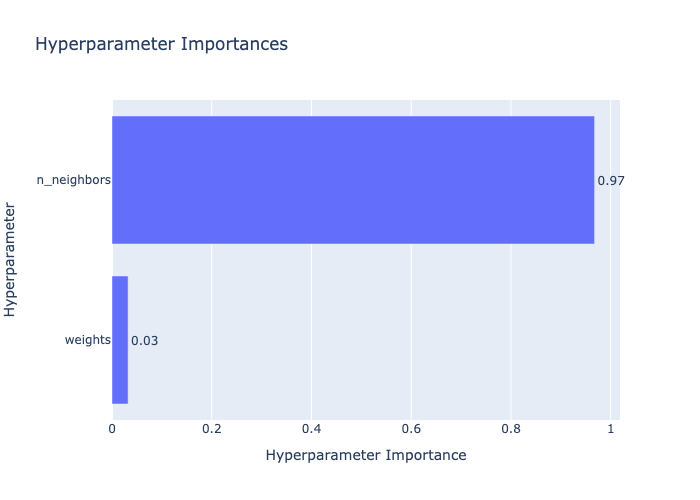 Hyperparameter Importances
Hyperparameter
n_neighbors
0.97
weights
0.03
0 0.2 0.4 0.6 0.8 1
Hyperparameter Importance